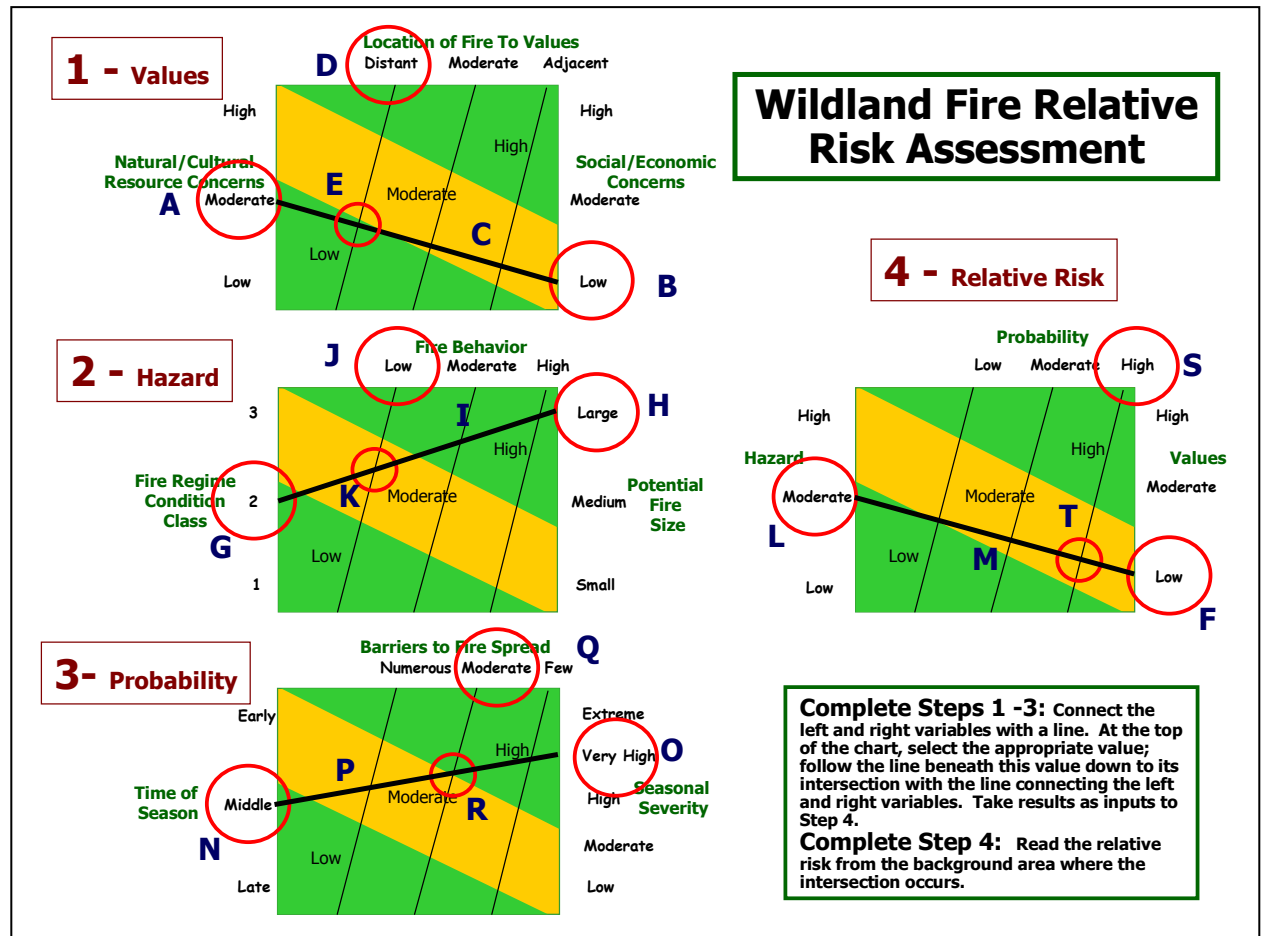 1 - Values
Location of Fire To Values
D
Distant Moderate Adjacent
High
High
High
Natural/Cultural
Resource Concerns
Social/Economic
Concerns
E
Moderate
A
Moderate
Moderate
C
Low
Low
Low
B
Wildland Fire Relative
Risk Assessment
2 - Hazard
J
Fire Behavior
Low Moderate High
3
I
Large
H
High
Fire Regime
Condition
Class
2
K
Moderate
Medium
Potential
Fire
Size
G
Low
1
Small
3- Probability
Barriers to Fire Spread
Q
Numerous Moderate Few
Early
Extreme
High
Very High
O
P
Time of
Season
Middle
Moderate
R
High
Seasonal
Severity
N
Low
Moderate
Late
Low
4 - Relative Risk
Probability
Low Moderate High
S
High
High
High
Hazard
Values
Moderate
Moderate
Moderate
L
T
M
Low
Low
Low
F
Complete Steps 1 -3: Connect the
left and right variables with a line. At the top
of the chart, select the appropriate value;
follow the line beneath this value down to its
intersection with the line connecting the left
and right variables. Take results as inputs to
Step 4.
Complete Step 4: Read the relative
risk from the background area where the
intersection occurs.